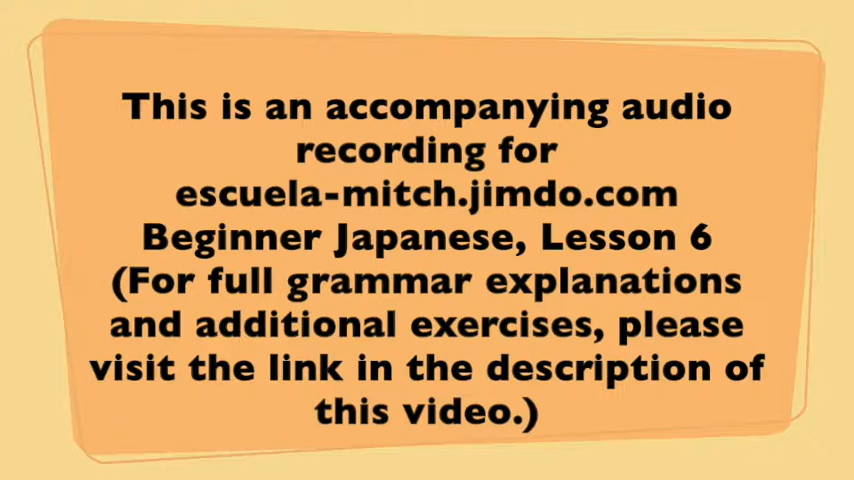 This is an accompanying audio
recording for
escuela-mitch.jimdo.com
Beginner Japanese, Lesson 6
(For full grammar explanations
and additional exercises, please
visit the link in the description of
this video.)